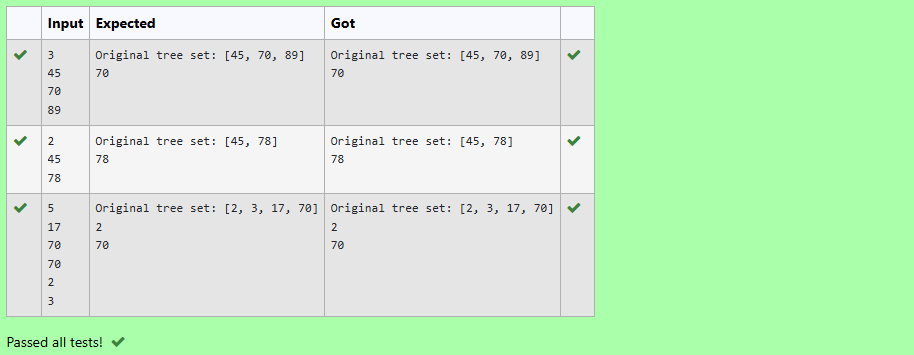 Input Expected Got
3 Original tree set: [45, 70, 89] Original tree set: [45, 70, 89]
45 70 70
70
89
2 Original tree set: [45, 78] Original tree set: [45, 78]
45 78 78
78
5 Original tree set: [2, 3, 17, 70] Original tree set: [2, 3, 17, 70]
17 2 2
70 70 70
70
2
3
Passed all tests!